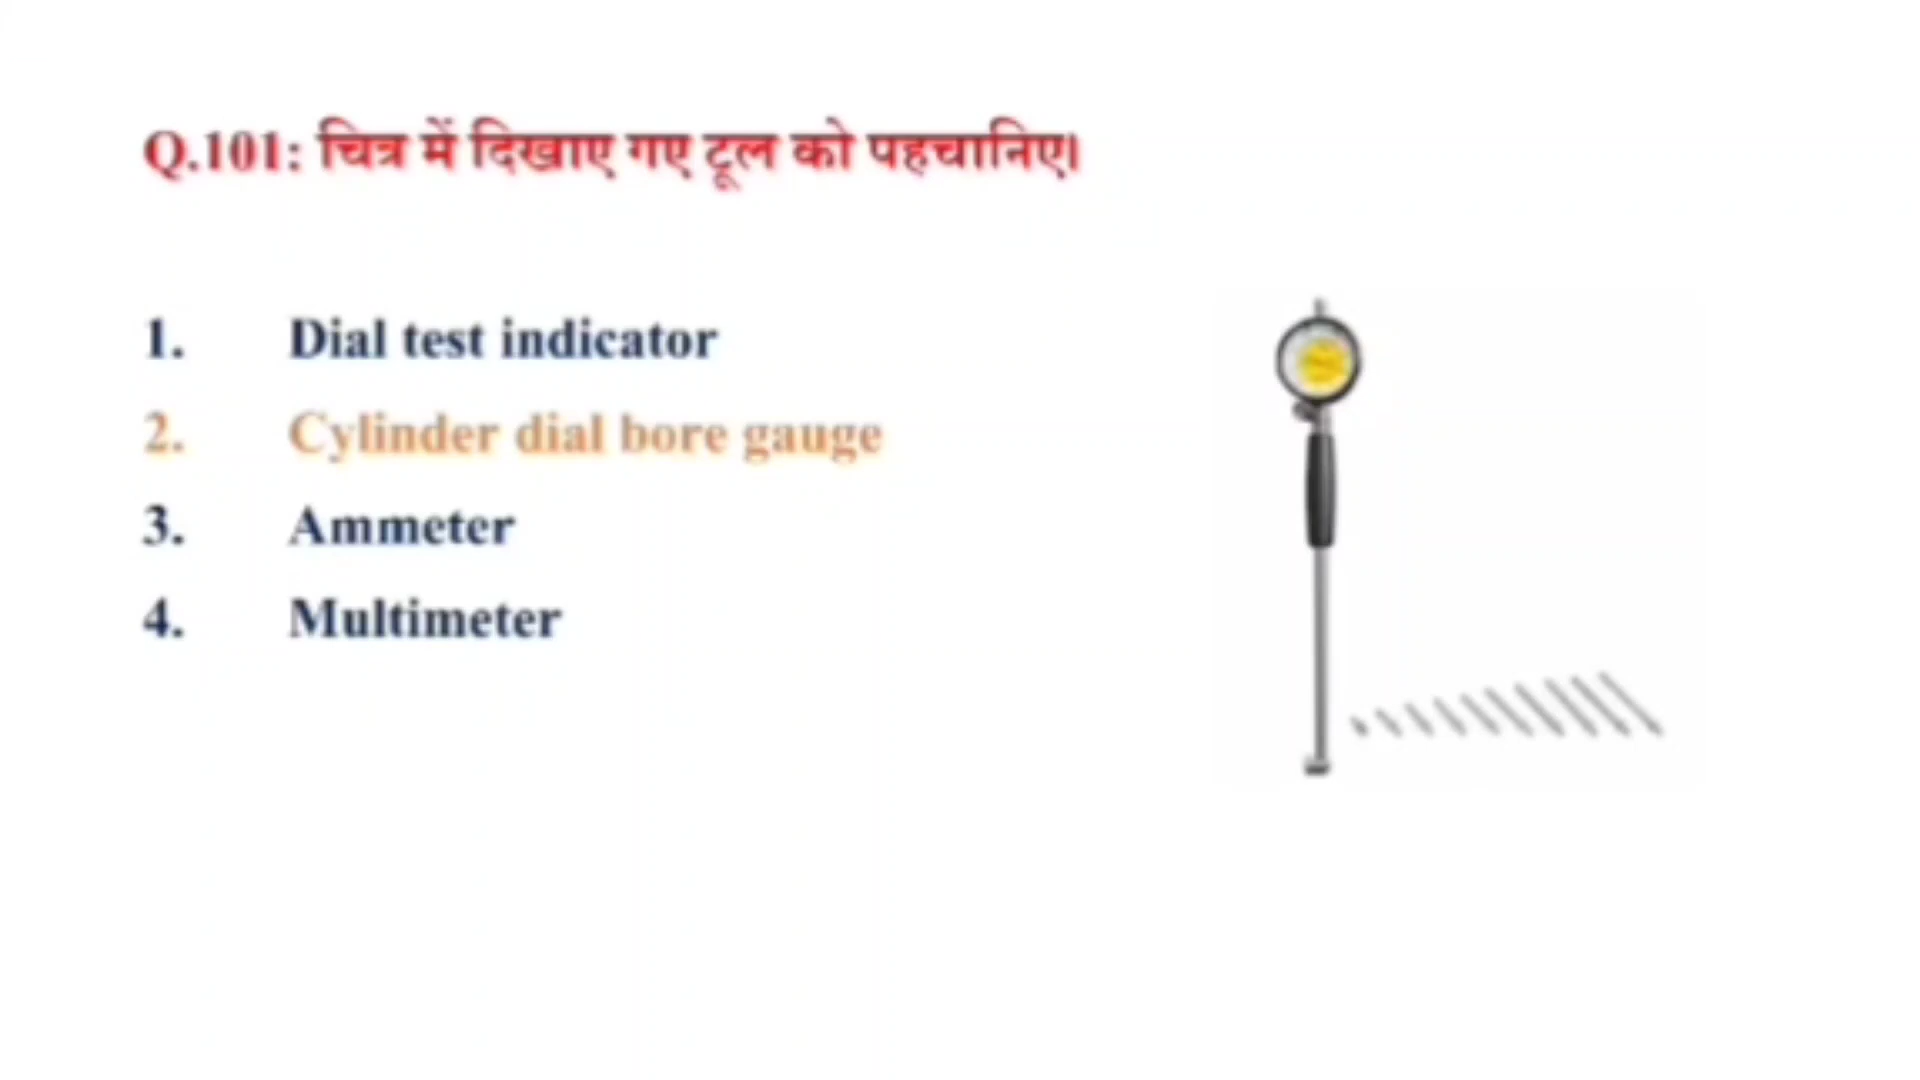 Q.101: चित्र में दिखाए गए टूल को पहचानिए।
1. Dial test indicator
2. Cylinder dial bore gauge
3. Ammeter
4. Multimeter